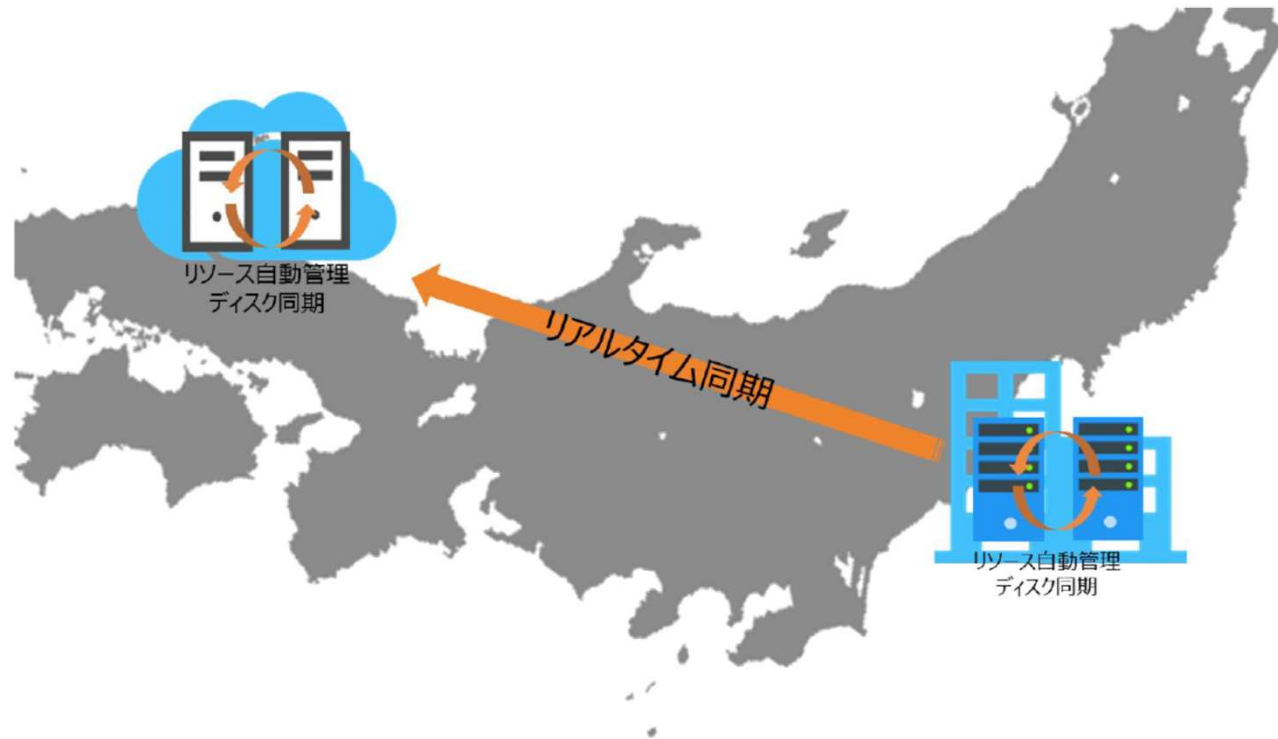 リソース自動管理
ディスク同期
リアルタイム同期
リソース自動管理
ディスク同期